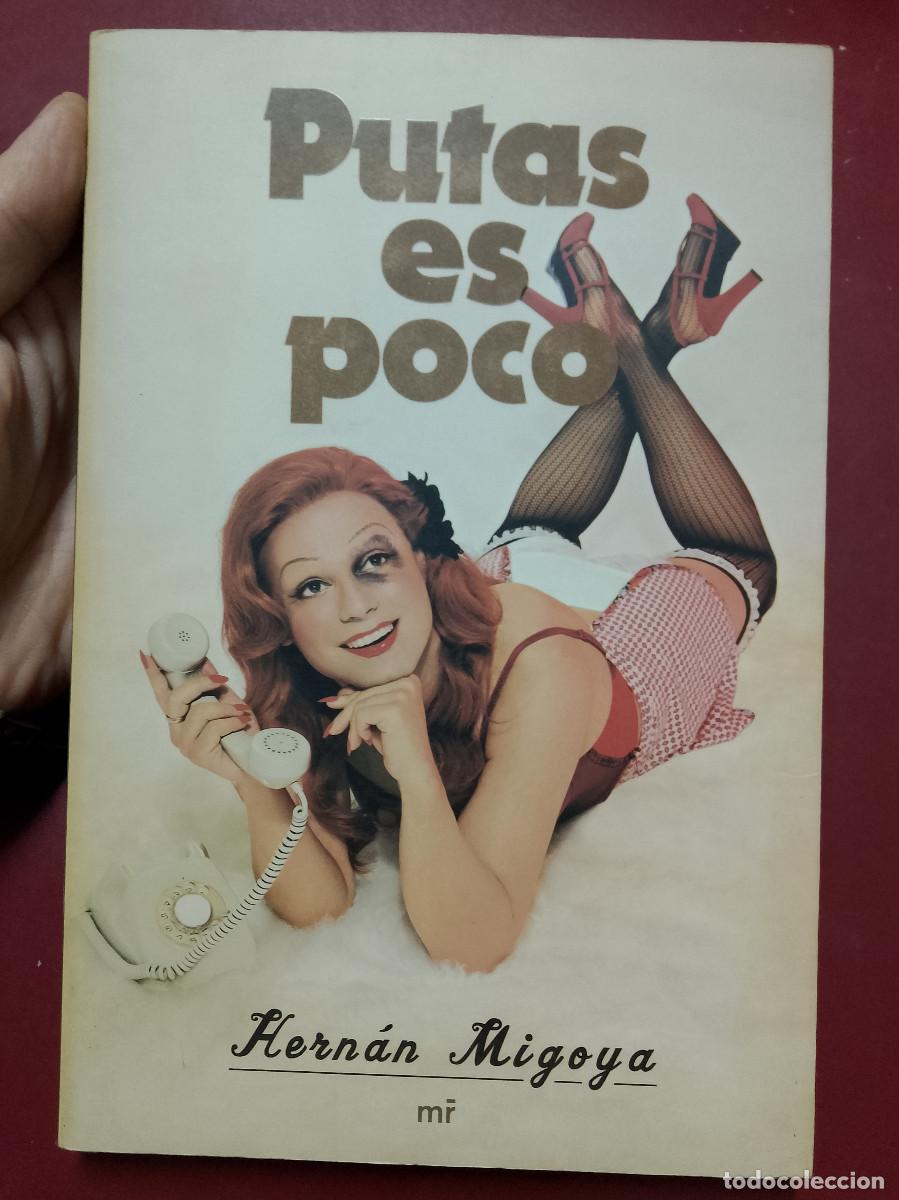 Putas
es
poco
Hernán Migoya
mr̄
todocoleccion